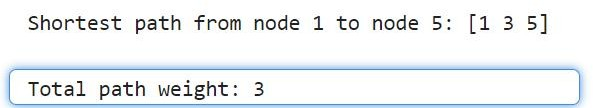 Shortest path from node 1 to node 5: [1 3 5]
Total path weight: 3